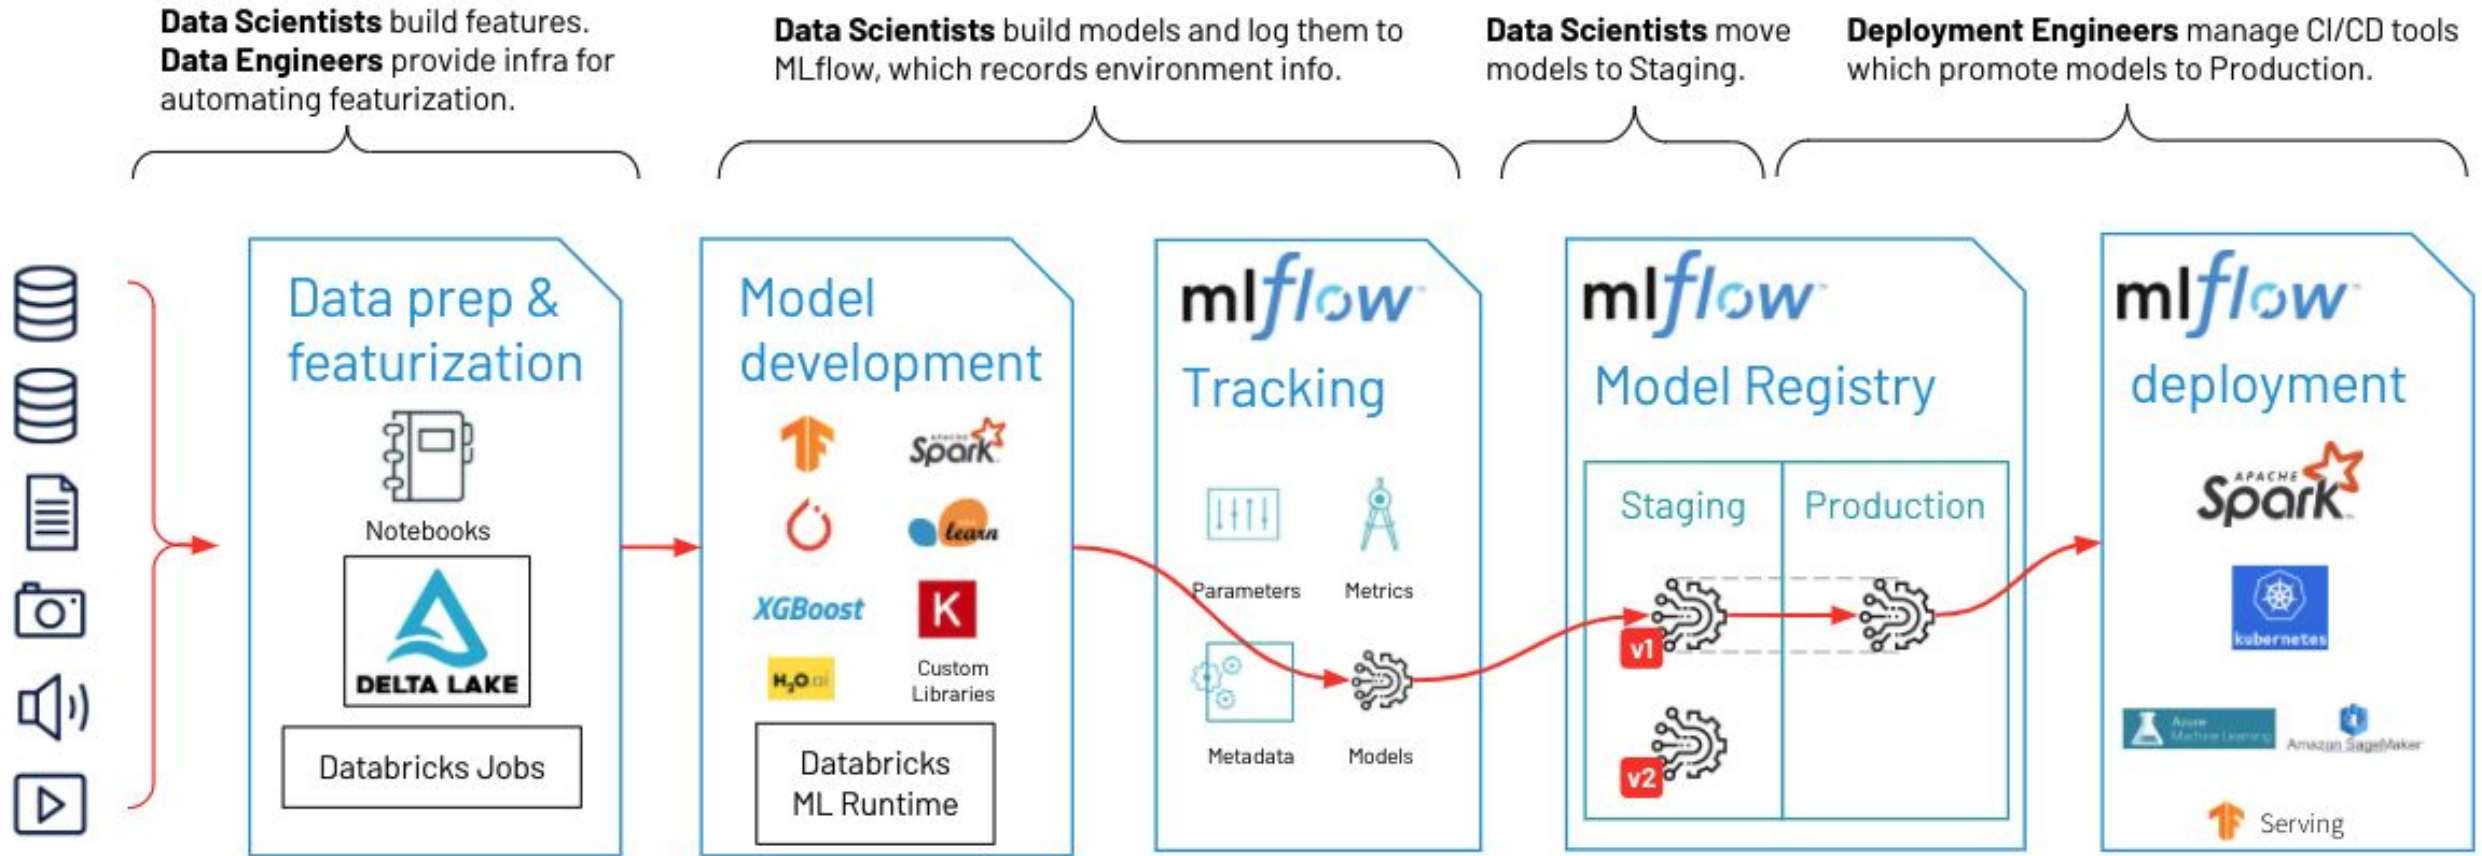 Data Scientists build features.
Data Engineers provide infra for
automating featurization.
Data Scientists build models and log them to
MLflow, which records environment info.
Data Scientists move
models to Staging.
Deployment Engineers manage CI/CD tools
which promote models to Production.
Data prep &
featurization
Notebooks
DELTA LAKE
Databricks Jobs
Model
development
APACHE
Spark
learn
XGBoost
K
H2O.ai
Custom
Libraries
Databricks
ML Runtime
mlflow
Tracking
Parameters
Metrics
Metadata
Models
mlflow
Model Registry
Staging
Production
v1
v2
mlflow
deployment
APACHE
Spark
kubernetes
Azure
Machine Learning
Amazon SageMaker
Serving